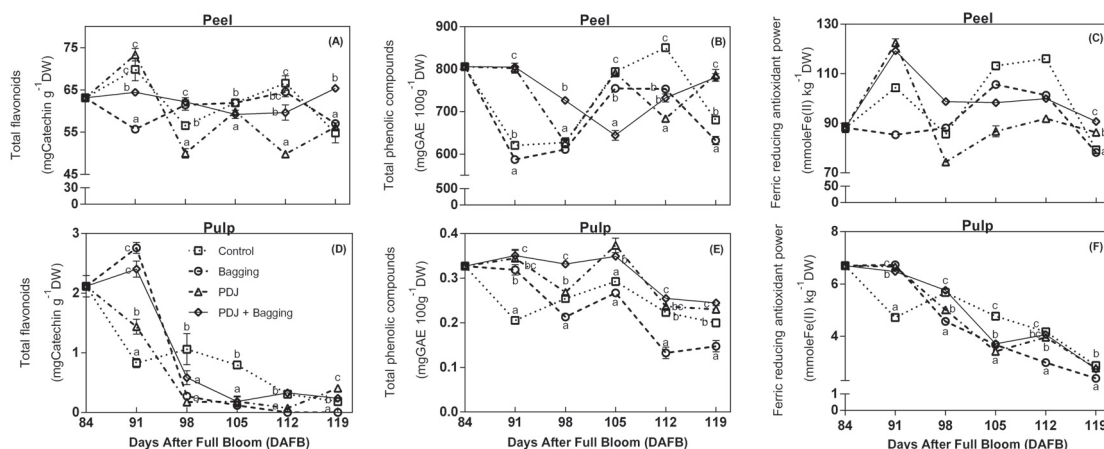 Peel
(A)
Total flavonoids
(mgCatechin g⁻¹DW)
75
65
55
45
30
0
c
c
b
a
c
b
a
a
a
c
bc
b
a
b
a
Peel
(B)
Total phenolic compounds
(mgGAE 100g⁻¹DW)
900
800
700
600
500
0
c
b
a
b
a
c
b
a
c
b
b
a
c
b
a
Peel
(C)
Ferric reducing antioxidant power
(mmoleFe(II) kg⁻¹DW)
130
110
90
70
50
0
c
b
a
Pulp
(D)
Total flavonoids
(mgCatechin g⁻¹DW)
3
2
1
0
Control
Bagging
PDJ
PDJ + Bagging
c
c
b
a
b
a
a
b
a
a
b
b
a
c
b
a
84
91
98
105
112
119
Days After Full Bloom (DAFB)
Pulp
(E)
Total phenolic compounds
(mgGAE 100g⁻¹DW)
0.4
0.3
0.2
0.1
0.0
c
bc
b
a
c
b
b
a
c
a
a
c
bc
b
a
c
b
a
84
91
98
105
112
119
Days After Full Bloom (DAFB)
Pulp
(F)
Ferric reducing antioxidant power
(mmoleFe(II) kg⁻¹DW)
8
6
4
1
0
c
b
a
c
c
b
a
c
b
a
c
bc
b
a
a
84
91
98
105
112
119
Days After Full Bloom (DAFB)